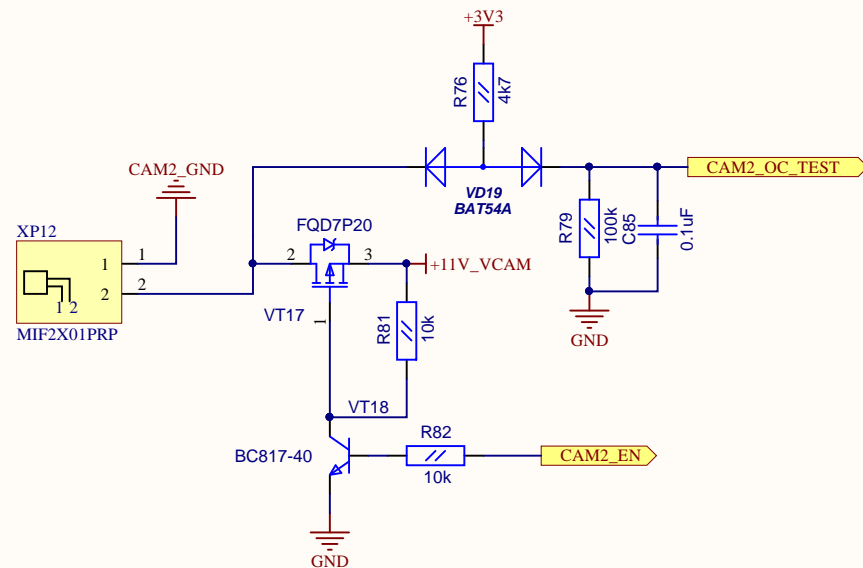 +3V3
R76
4k7
CAM2_GND
VD19
BAT54A
CAM2_OC_TEST
XP12
FQD7P20
R79
100k
C85
0.1uF
1
1
2
2
1 2
MIF2X01PRP
2
3
+11V_VCAM
VT17
1
R81
10k
GND
VT18
R82
BC817-40
10k
CAM2_EN
GND